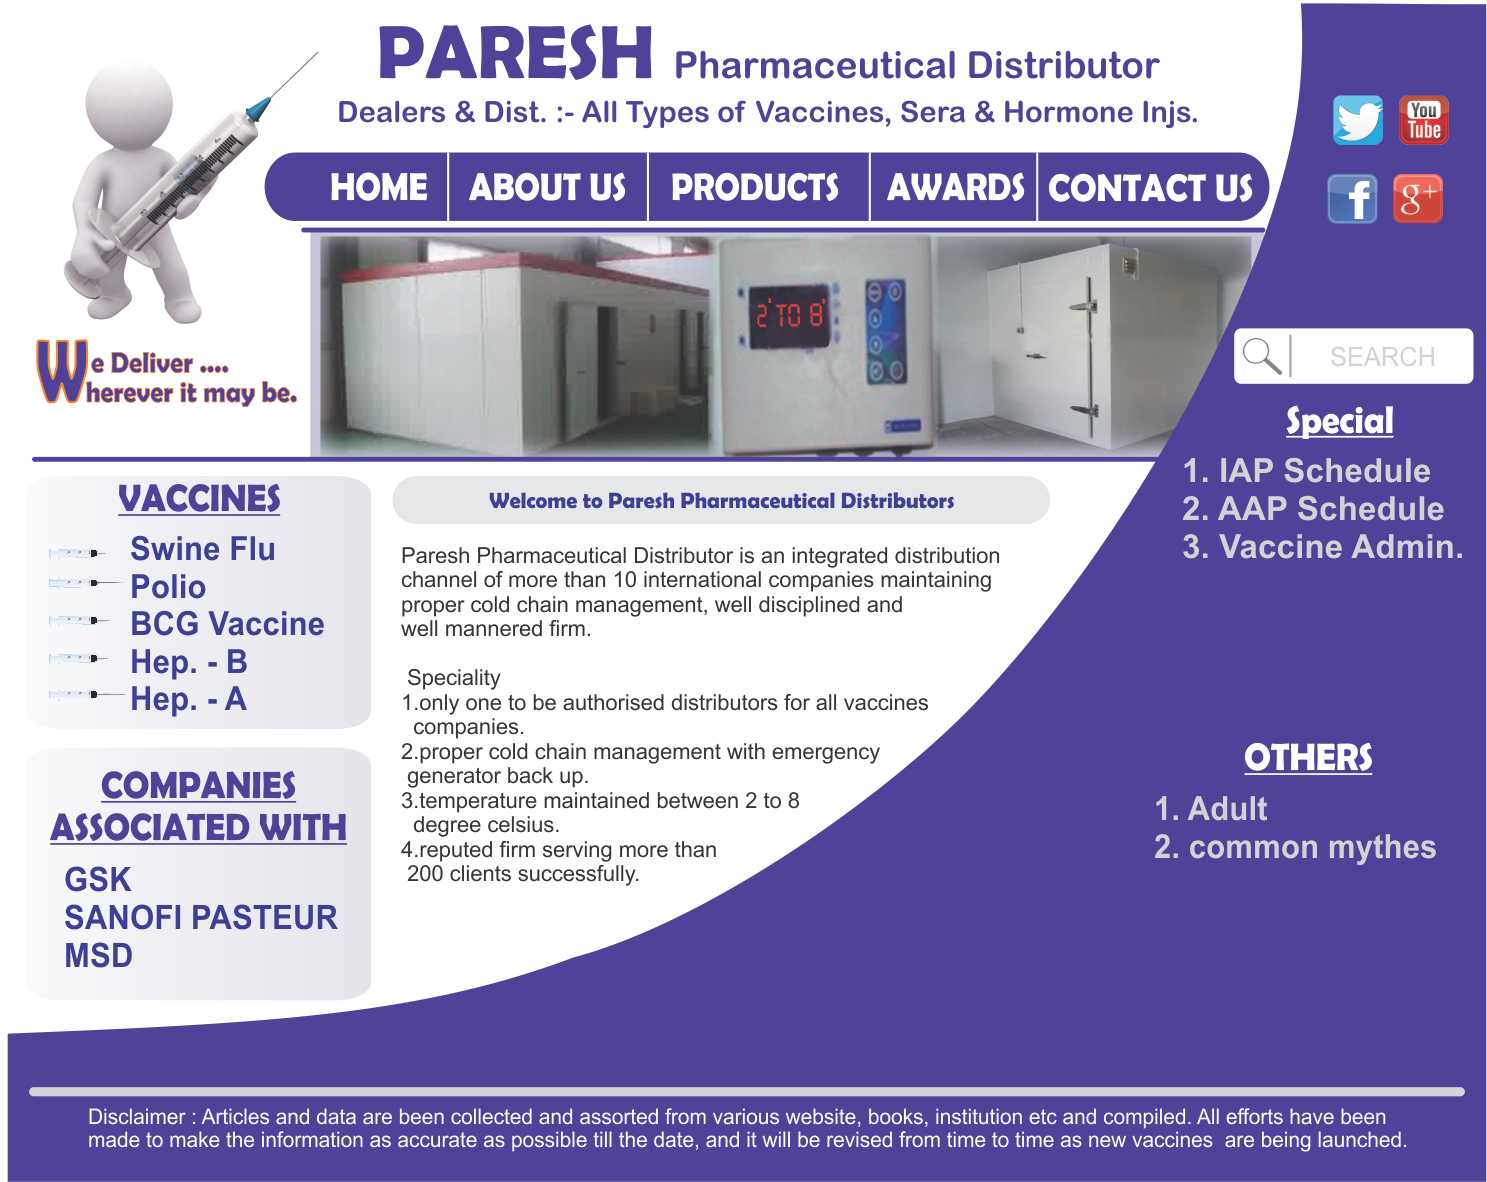 PARESH Pharmaceutical Distributor
Dealers & Dist. :- All Types of Vaccines, Sera & Hormone Injs.
You
Tube
HOME ABOUT US PRODUCTS AWARDS CONTACT US
f g+
2°TO 8°
We Deliver ....
Wherever it may be.
SEARCH
Special
1. IAP Schedule
2. AAP Schedule
3. Vaccine Admin.
VACCINES
Swine Flu
Polio
BCG Vaccine
Hep. - B
Hep. - A
Welcome to Paresh Pharmaceutical Distributors
Paresh Pharmaceutical Distributor is an integrated distribution
channel of more than 10 international companies maintaining
proper cold chain management, well disciplined and
well mannered firm.
Speciality
1.only one to be authorised distributors for all vaccines
companies.
2.proper cold chain management with emergency
generator back up.
3.temperature maintained between 2 to 8
degree celsius.
4.reputed firm serving more than
200 clients successfully.
OTHERS
1. Adult
2. common mythes
COMPANIES
ASSOCIATED WITH
GSK
SANOFI PASTEUR
MSD
Disclaimer : Articles and data are been collected and assorted from various website, books, institution etc and compiled. All efforts have been
made to make the information as accurate as possible till the date, and it will be revised from time to time as new vaccines  are being launched.